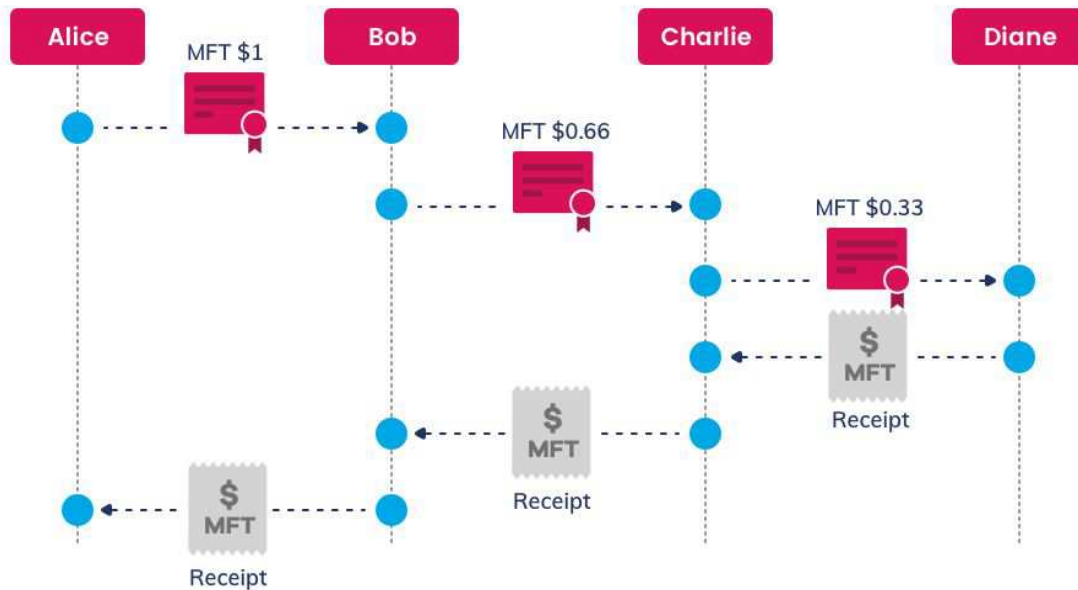 Alice
Bob
Charlie
Diane
MFT $1
MFT $0.66
MFT $0.33
$
MFT
Receipt
$
MFT
Receipt
$
MFT
Receipt